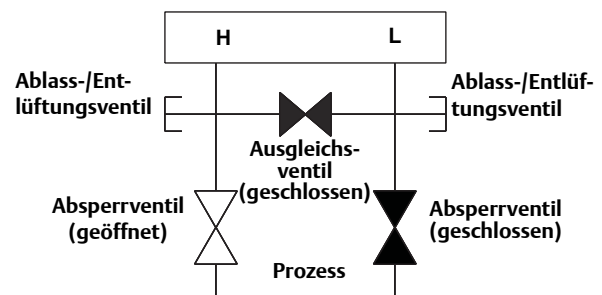 H
L
Ablass-/Ent-
lüftungsventil
Ablass-/Entlüf-
tungsventil
Ausgleichs-
ventil
(geschlossen)
Absperrventil
(geöffnet)
Absperrventil
(geschlossen)
Prozess